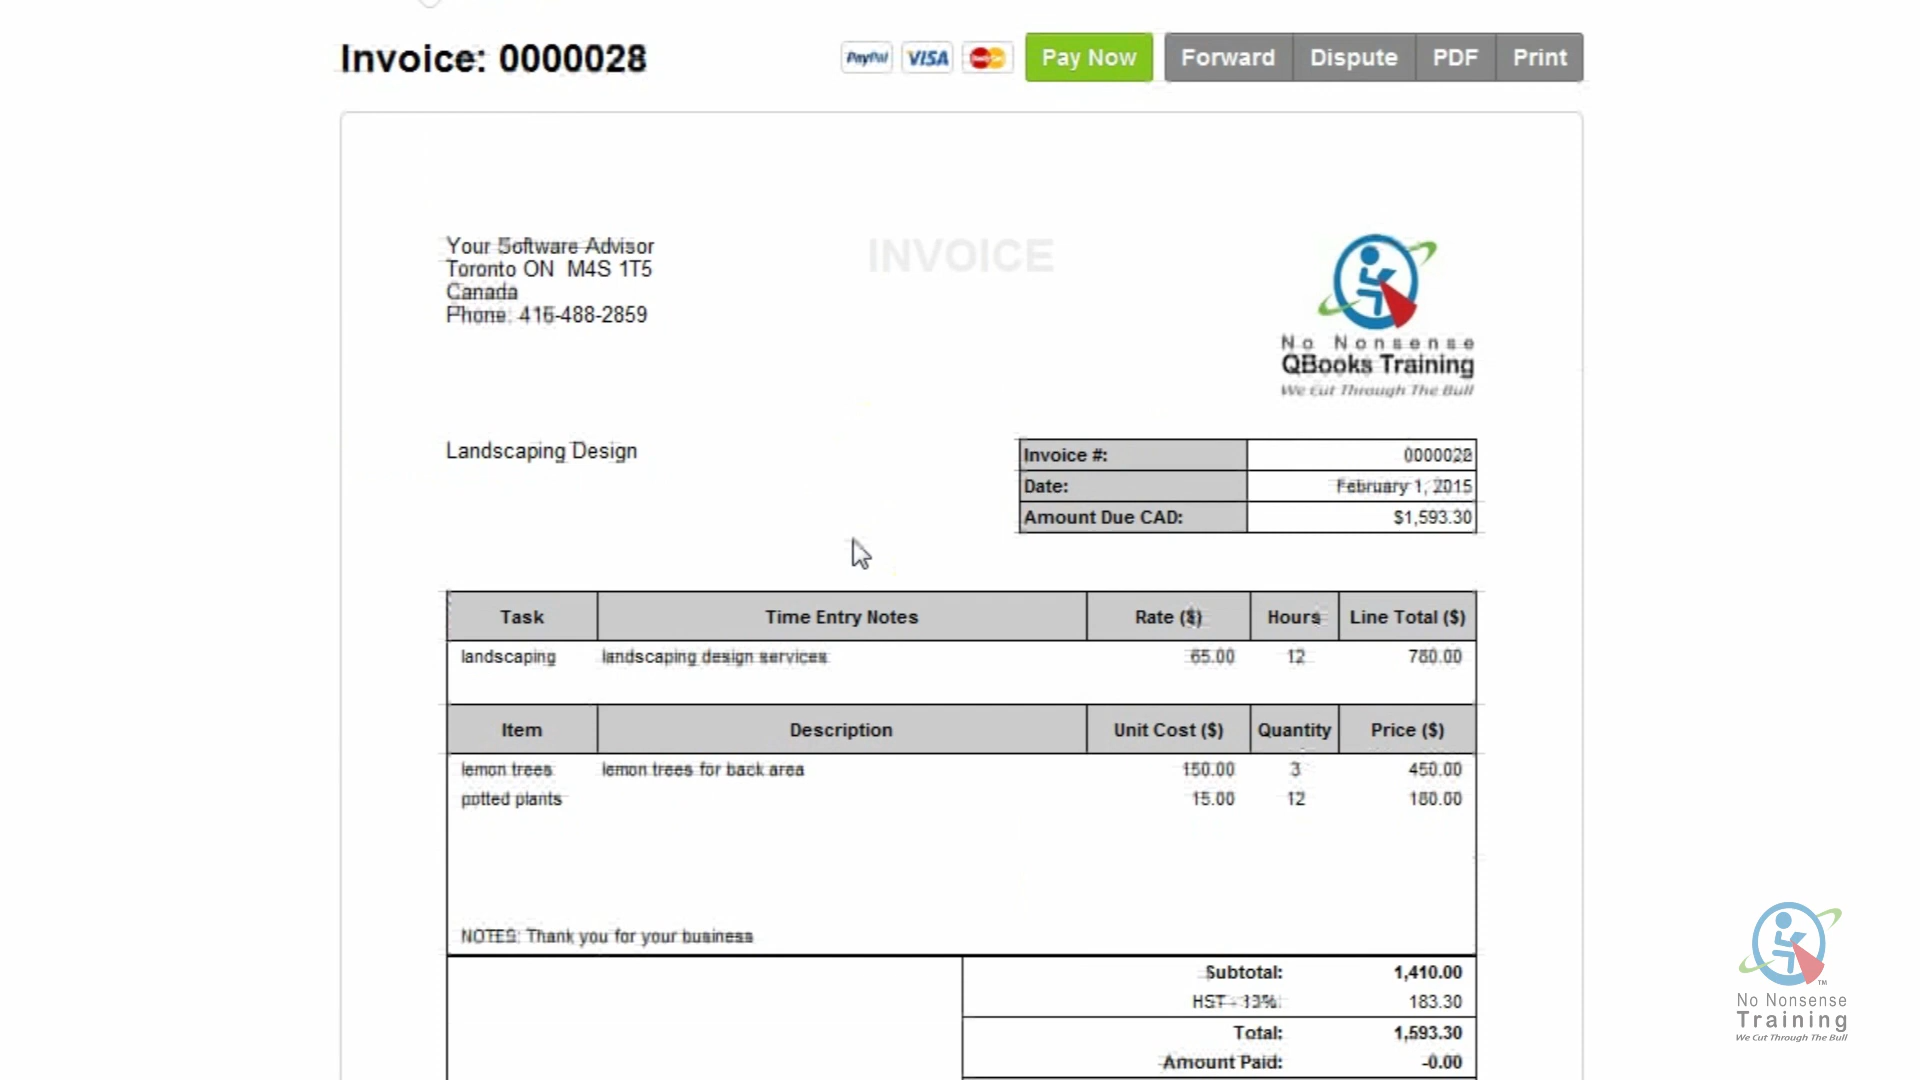 Invoice: 0000028
PayPal VISA MasterCard Pay Now Forward Dispute PDF Print
Your Software Advisor
Toronto ON M4S 1T5
Canada
Phone: 416-488-2859
INVOICE
No Nonsense
QBooks Training
We Cut Through The Bull
Landscaping Design
Invoice #: 0000028
Date: February 1, 2015
Amount Due CAD: $1,593.30
Task Time Entry Notes Rate ($) Hours Line Total ($)
landscaping landscaping design services 65.00 12 780.00
Item Description Unit Cost ($) Quantity Price ($)
lemon trees lemon trees for back area 150.00 3 450.00
potted plants 15.00 12 180.00
NOTES: Thank you for your business
Subtotal: 1,410.00
HST - 13%: 183.30
Total: 1,593.30
Amount Paid: -0.00
No Nonsense
Training
We Cut Through The Bull
TM